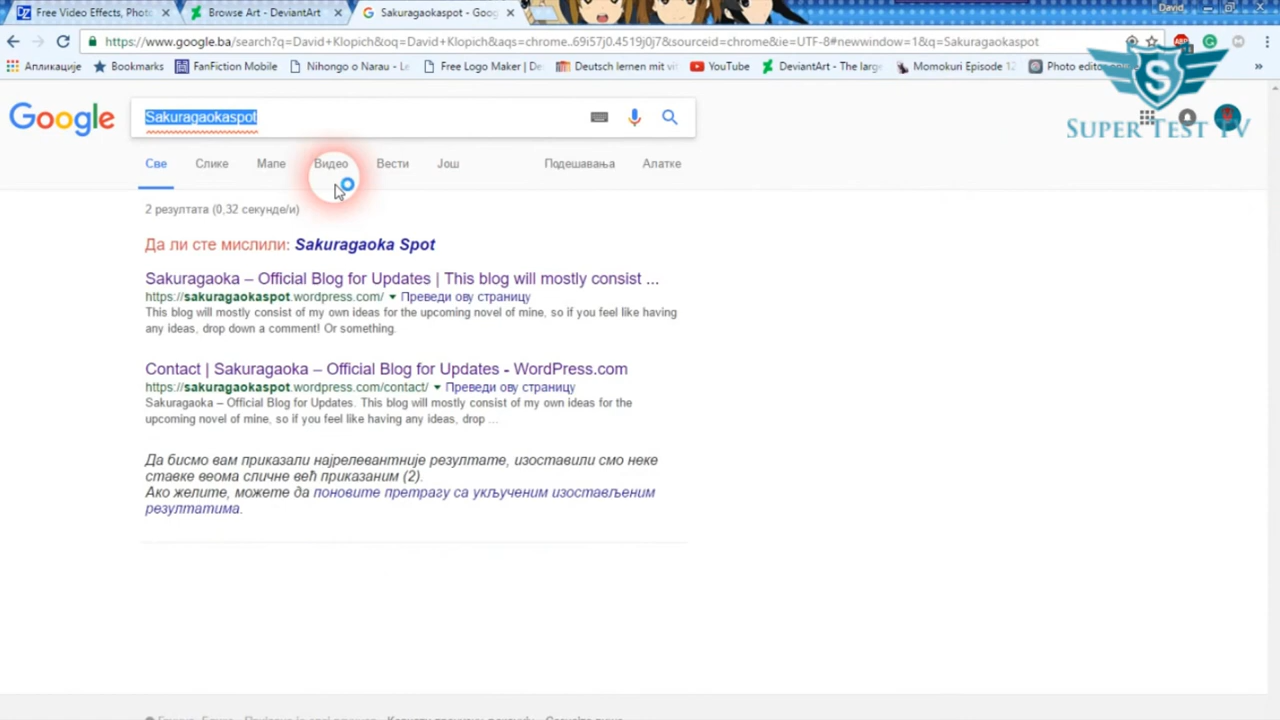 Free Video Effects, Photo
Browse Art - DeviantArt
Sakuragaokaspot - Goog
David
https://www.google.ba/search?q=David+Klopich&oq=David+Klopich&aqs=chrome..69i57j0.4519j0j7&sourceid=chrome&ie=UTF-8#newwindow=1&q=Sakuragaokaspot
Апликације
Bookmarks
FanFiction Mobile
Nihongo o Narau - Le
Free Logo Maker | De
Deutsch lernen mit vi
YouTube
DeviantArt - The large
Momokuri Episode 12
Photo editor
»
S
SUPER TEST TV
Google
Sakuragaokaspot
Све
Слике
Мапе
Видео
Вести
Још
Подешавања
Алатке
2 резултата (0,32 секунде/и)
Да ли сте мислили: Sakuragaoka Spot
Sakuragaoka – Official Blog for Updates | This blog will mostly consist ...
https://sakuragaokaspot.wordpress.com/ Преведи ову страницу
This blog will mostly consist of my own ideas for the upcoming novel of mine, so if you feel like having
any ideas, drop down a comment! Or something.
Contact | Sakuragaoka – Official Blog for Updates - WordPress.com
https://sakuragaokaspot.wordpress.com/contact/ Преведи ову страницу
Sakuragaoka – Official Blog for Updates. This blog will mostly consist of my own ideas for the
upcoming novel of mine, so if you feel like having any ideas, drop ...
Да бисмо вам приказали најрелевантније резултате, изоставили смо неке
ставке веома сличне већ приказаним (2).
Ако желите, можете да поновите претрагу са укљученим изостављеним
резултатима.